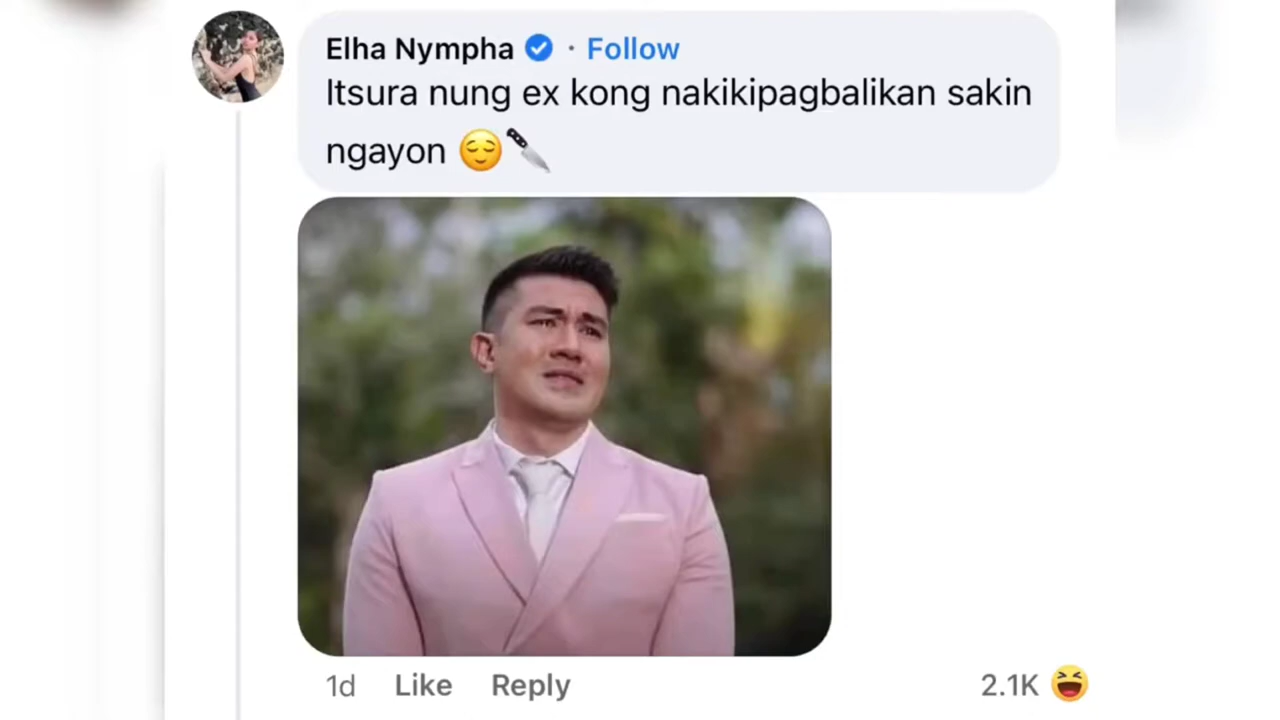 Elha Nympha · Follow
Itsura nung ex kong nakikipagbalikan sakin
ngayon 😌🔪
1d Like Reply 2.1K 😆